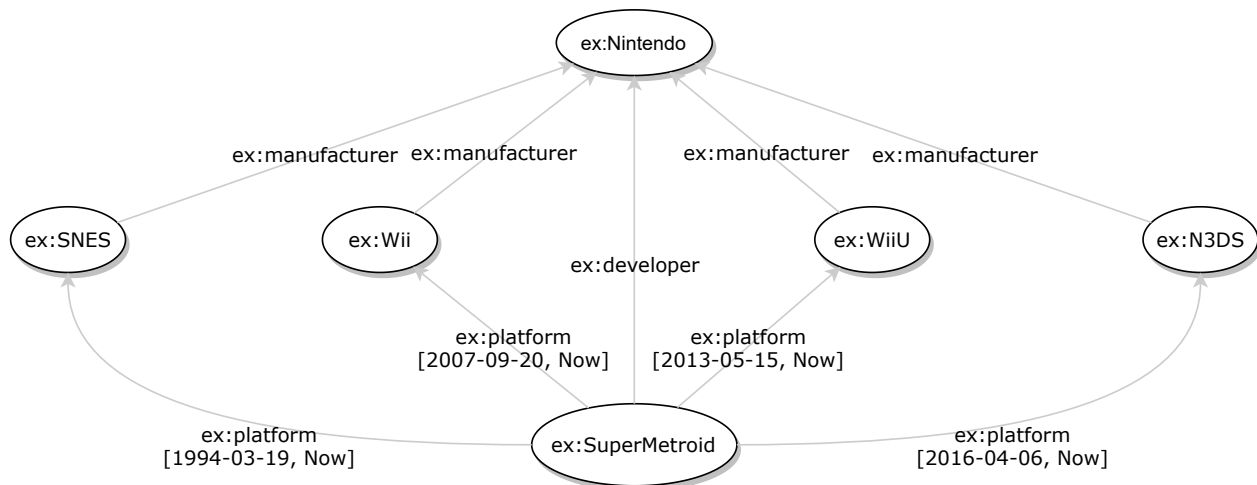 ex:Nintendo
ex:manufacturer
ex:manufacturer
ex:manufacturer
ex:manufacturer
ex:SNES
ex:Wii
ex:WiiU
ex:N3DS
ex:developer
ex:platform
[2007-09-20, Now]
ex:platform
[2013-05-15, Now]
ex:platform
[1994-03-19, Now]
ex:SuperMetroid
ex:platform
[2016-04-06, Now]